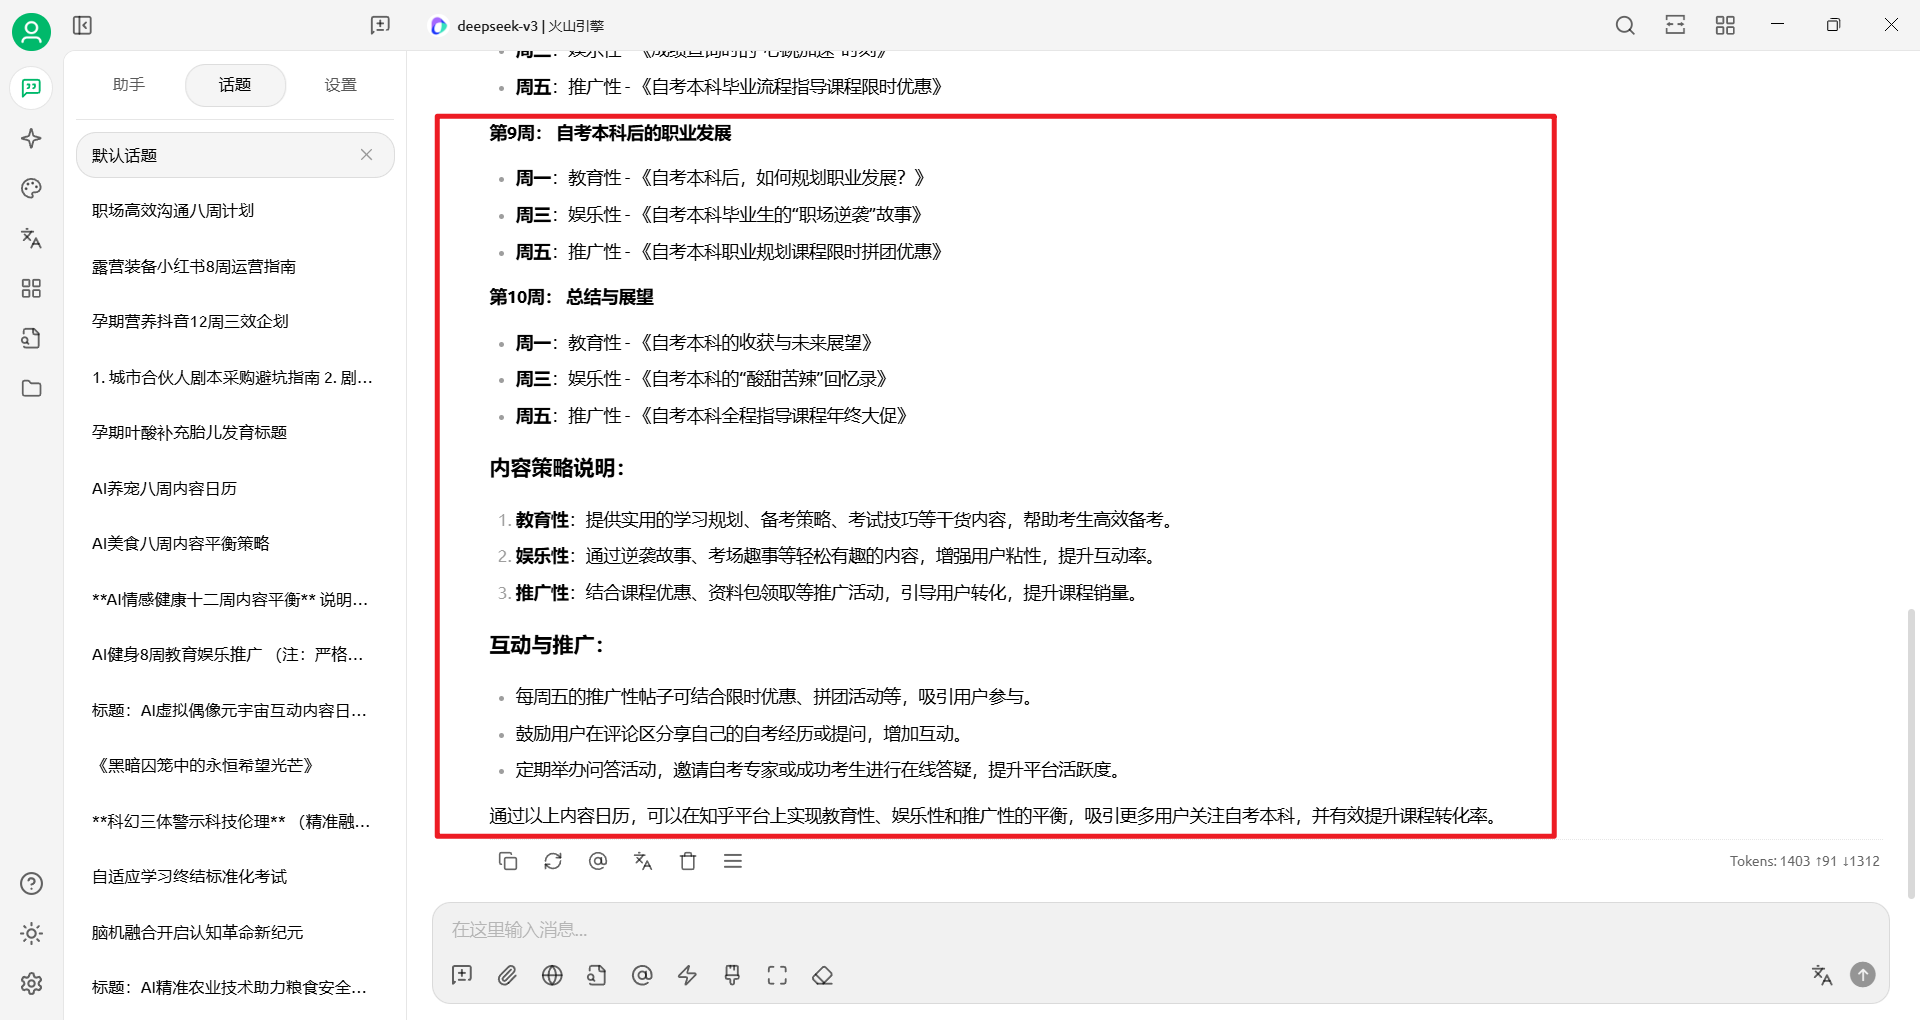 deepseek-v3 | 火山引擎
助手
话题
设置
默认话题
职场高效沟通八周计划
露营装备小红书8周运营指南
孕期营养抖音12周三效企划
1. 城市合伙人剧本采购避坑指南 2. 剧...
孕期叶酸补充胎儿发育标题
AI养宠八周内容日历
AI美食八周内容平衡策略
**AI情感健康十二周内容平衡** 说明...
AI健身8周教育娱乐推广 （注：严格...
标题：AI虚拟偶像元宇宙互动内容日...
《黑暗囚笼中的永恒希望光芒》
**科幻三体警示科技伦理** （精准融...
自适应学习终结标准化考试
脑机融合开启认知革命新纪元
标题：AI精准农业技术助力粮食安全...
周三：娱乐性 - 《成绩查询时的“心跳加速”时刻》
周五：推广性 - 《自考本科毕业流程指导课程限时优惠》
第9周： 自考本科后的职业发展
周一：教育性 - 《自考本科后，如何规划职业发展？》
周三：娱乐性 - 《自考本科毕业生的“职场逆袭”故事》
周五：推广性 - 《自考本科职业规划课程限时拼团优惠》
第10周： 总结与展望
周一：教育性 - 《自考本科的收获与未来展望》
周三：娱乐性 - 《自考本科的“酸甜苦辣”回忆录》
周五：推广性 - 《自考本科全程指导课程年终大促》
内容策略说明：
1. 教育性：提供实用的学习规划、备考策略、考试技巧等干货内容，帮助考生高效备考。
2. 娱乐性：通过逆袭故事、考场趣事等轻松有趣的内容，增强用户粘性，提升互动率。
3. 推广性：结合课程优惠、资料包领取等推广活动，引导用户转化，提升课程销量。
互动与推广：
每周五的推广性帖子可结合限时优惠、拼团活动等，吸引用户参与。
鼓励用户在评论区分享自己的自考经历或提问，增加互动。
定期举办问答活动，邀请自考专家或成功考生进行在线答疑，提升平台活跃度。
通过以上内容日历，可以在知乎平台上实现教育性、娱乐性和推广性的平衡，吸引更多用户关注自考本科，并有效提升课程转化率。
Tokens: 1403 ↑91 ↓1312
在这里输入消息...